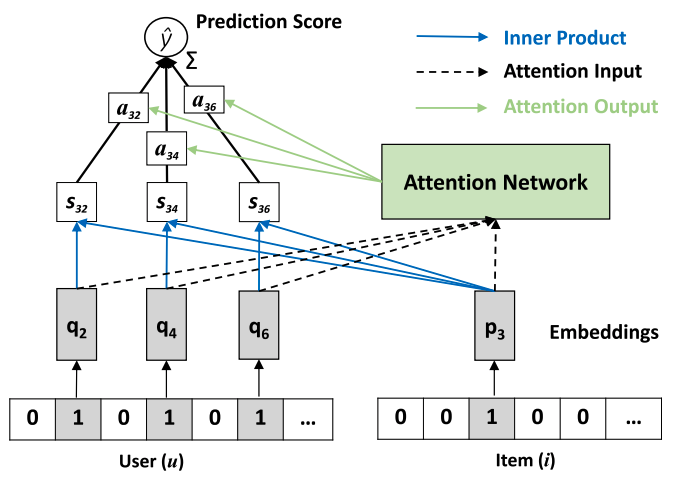 Prediction Score
ŷ
Σ
Inner Product
Attention Input
Attention Output
a32
a36
a34
Attention Network
s32 s34 s36
q2 q4 q6 p3
Embeddings
0 1 0 1 0 1 ...
0 0 1 0 0 ...
User (u)
Item (i)